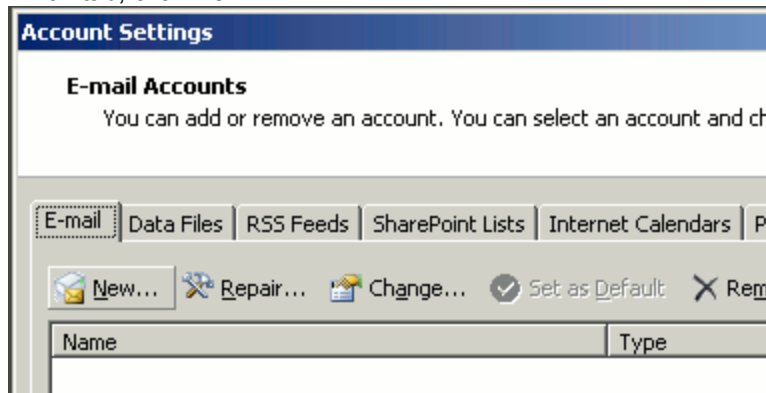 Account Settings
E-mail Accounts
You can add or remove an account. You can select an account and ch
E-mail Data Files RSS Feeds SharePoint Lists Internet Calendars P
New... Repair... Change... Set as Default Rem
Name Type